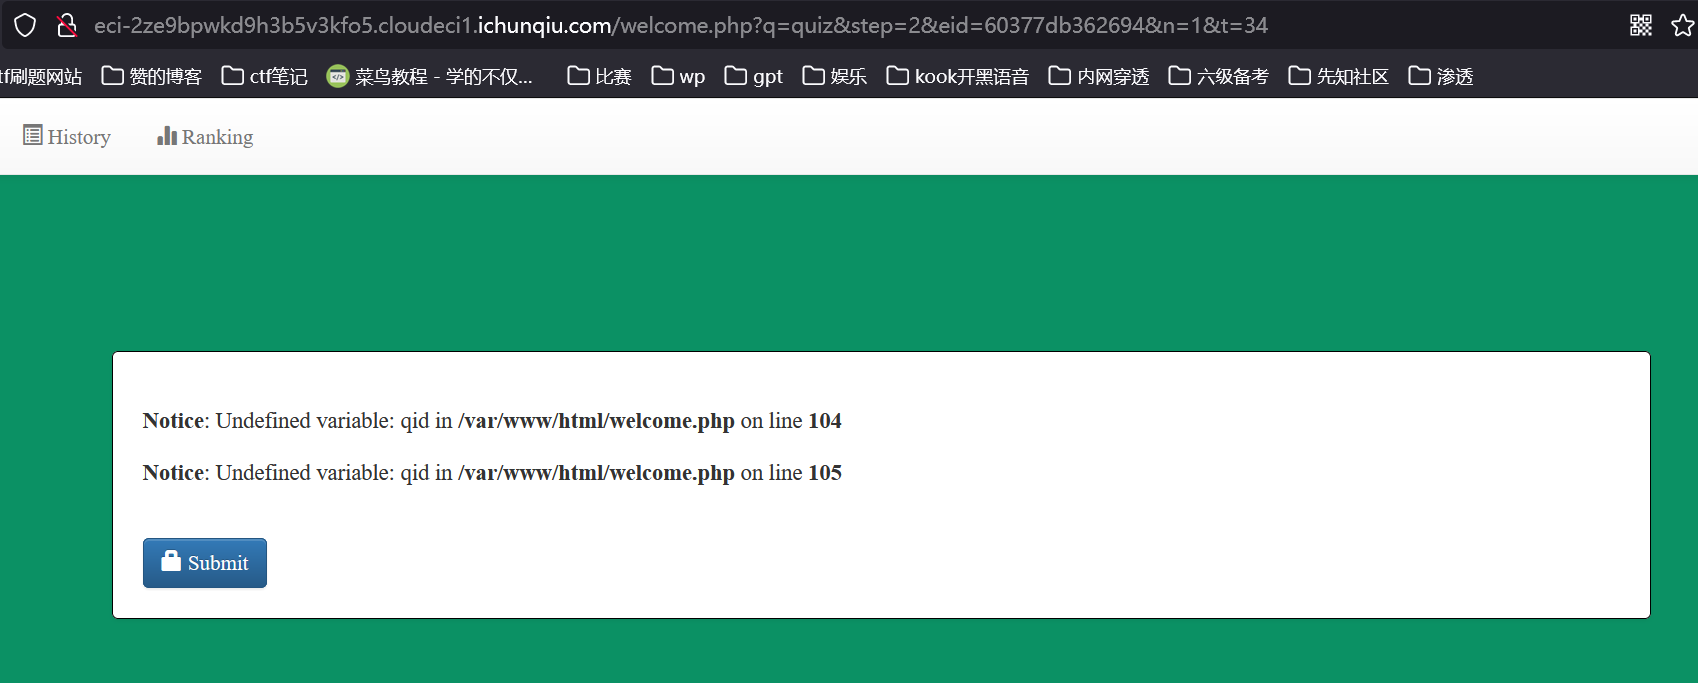 eci-2ze9bpwkd9h3b5v3kfo5.cloudeci1.ichunqiu.com/welcome.php?q=quiz&step=2&eid=60377db362694&n=1&t=34
tf刷题网站 赞的博客 ctf笔记 菜鸟教程 - 学的不仅... 比赛 wp gpt 娱乐 kook开黑语音 内网穿透 六级备考 先知社区 渗透
History Ranking
Notice: Undefined variable: qid in /var/www/html/welcome.php on line 104
Notice: Undefined variable: qid in /var/www/html/welcome.php on line 105
Submit